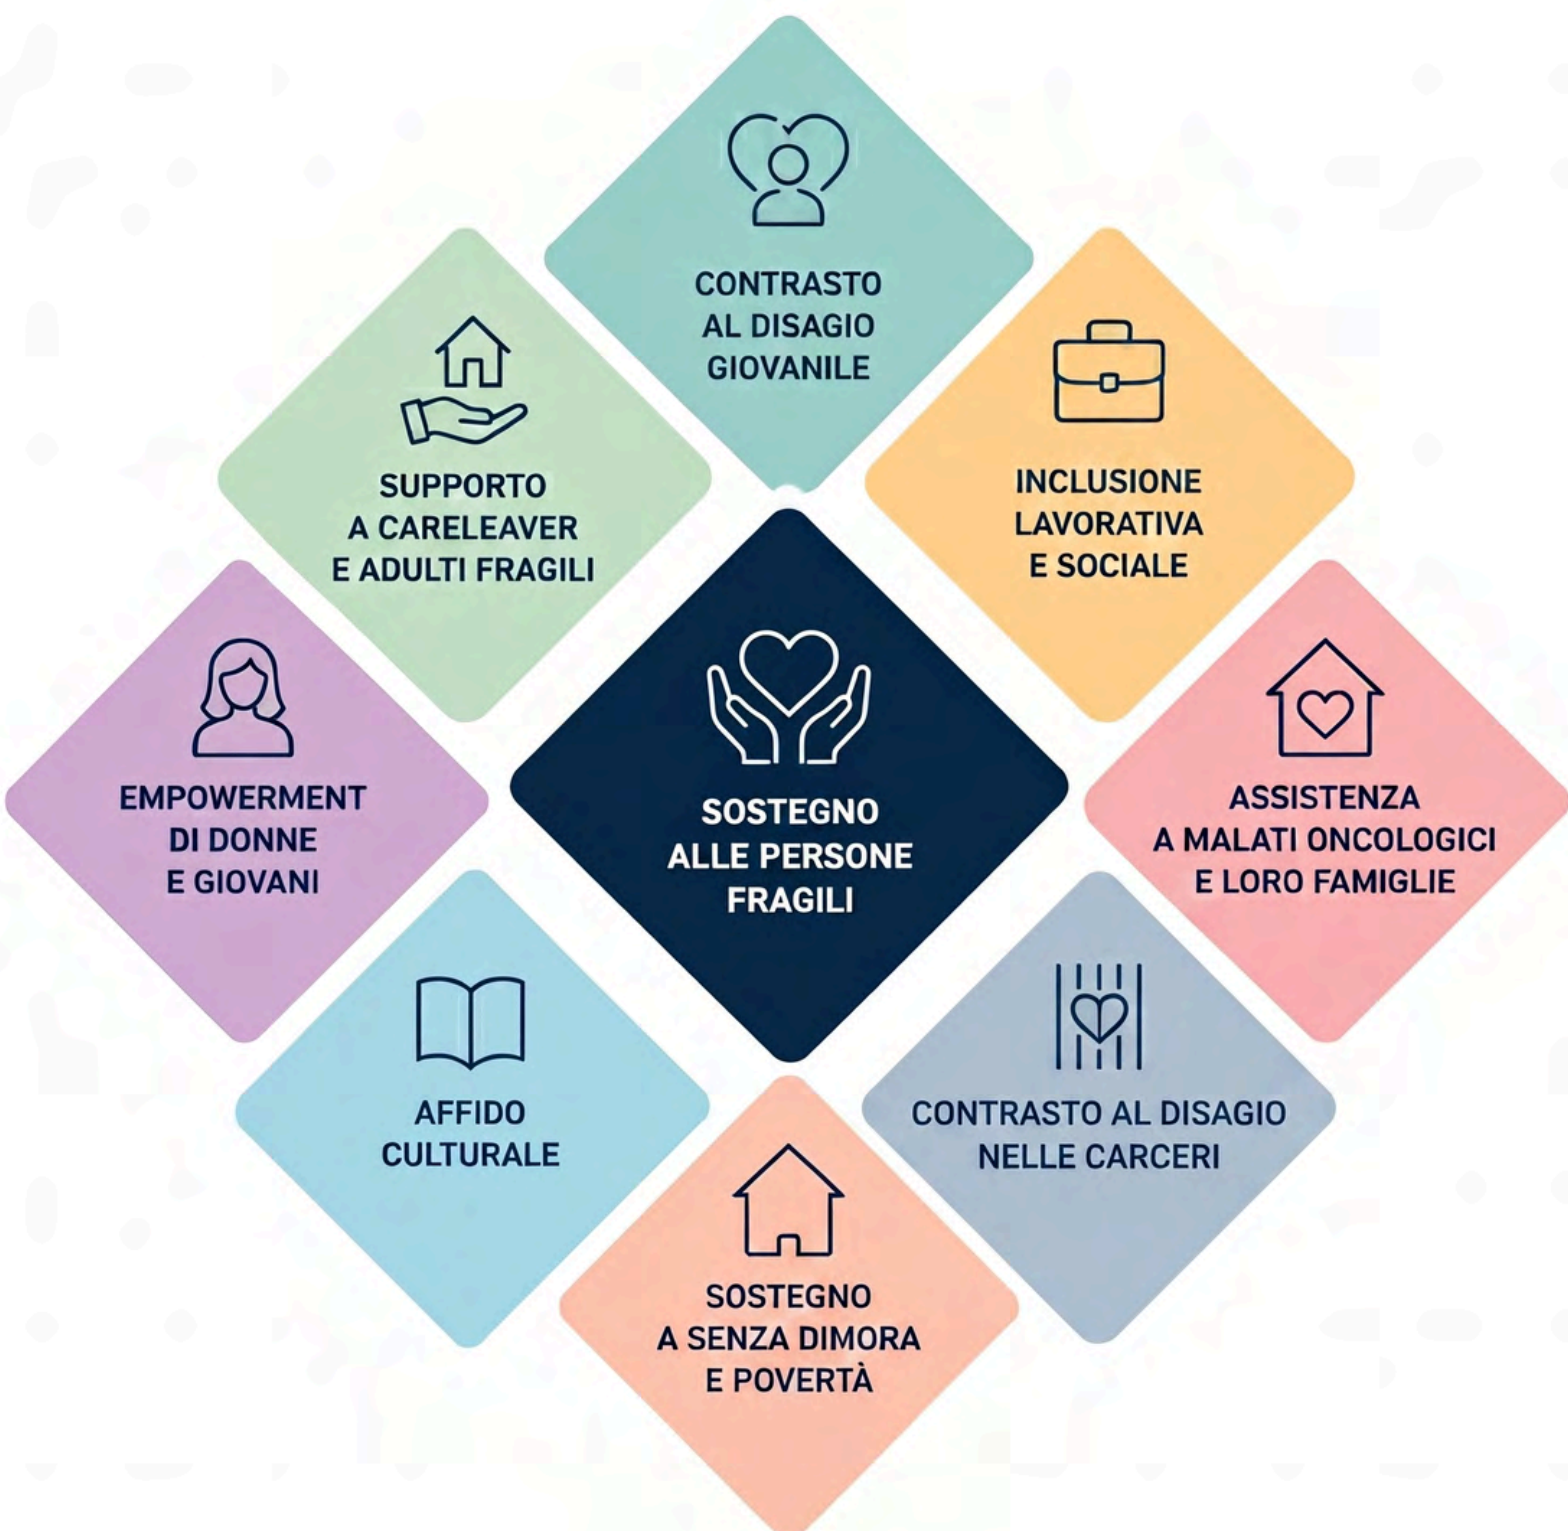 CONTRASTO
AL DISAGIO
GIOVANILE
SUPPORTO
A CARELEAVER
E ADULTI FRAGILI
INCLUSIONE
LAVORATIVA
E SOCIALE
EMPOWERMENT
DI DONNE
E GIOVANI
SOSTEGNO
ALLE PERSONE
FRAGILI
ASSISTENZA
A MALATI ONCOLOGICI
E LORO FAMIGLIE
AFFIDO
CULTURALE
CONTRASTO AL DISAGIO
NELLE CARCERI
SOSTEGNO
A SENZA DIMORA
E POVERTÀ